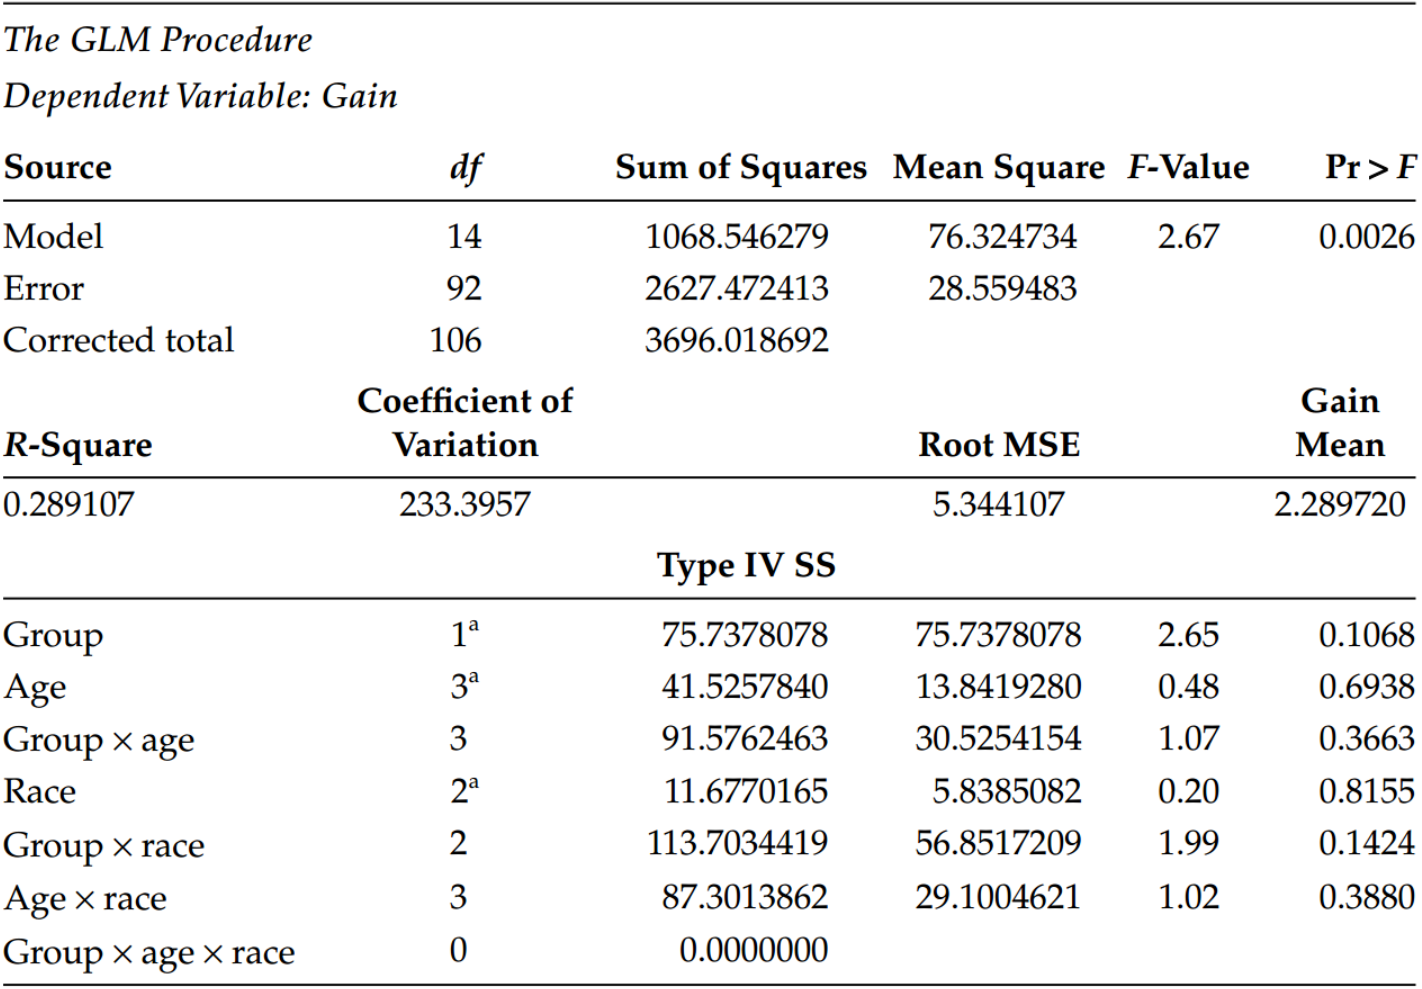 The GLM Procedure
Dependent Variable: Gain
Source df Sum of Squares Mean Square F-Value Pr > F
Model 14 1068.546279 76.324734 2.67 0.0026
Error 92 2627.472413 28.559483
Corrected total 106 3696.018692
R-Square Coefficient of Variation Root MSE Gain Mean
0.289107 233.3957 5.344107 2.289720
Type IV SS
Group 1ᵃ 75.7378078 75.7378078 2.65 0.1068
Age 3ᵃ 41.5257840 13.8419280 0.48 0.6938
Group × age 3 91.5762463 30.5254154 1.07 0.3663
Race 2ᵃ 11.6770165 5.8385082 0.20 0.8155
Group × race 2 113.7034419 56.8517209 1.99 0.1424
Age × race 3 87.3013862 29.1004621 1.02 0.3880
Group × age × race 0 0.0000000